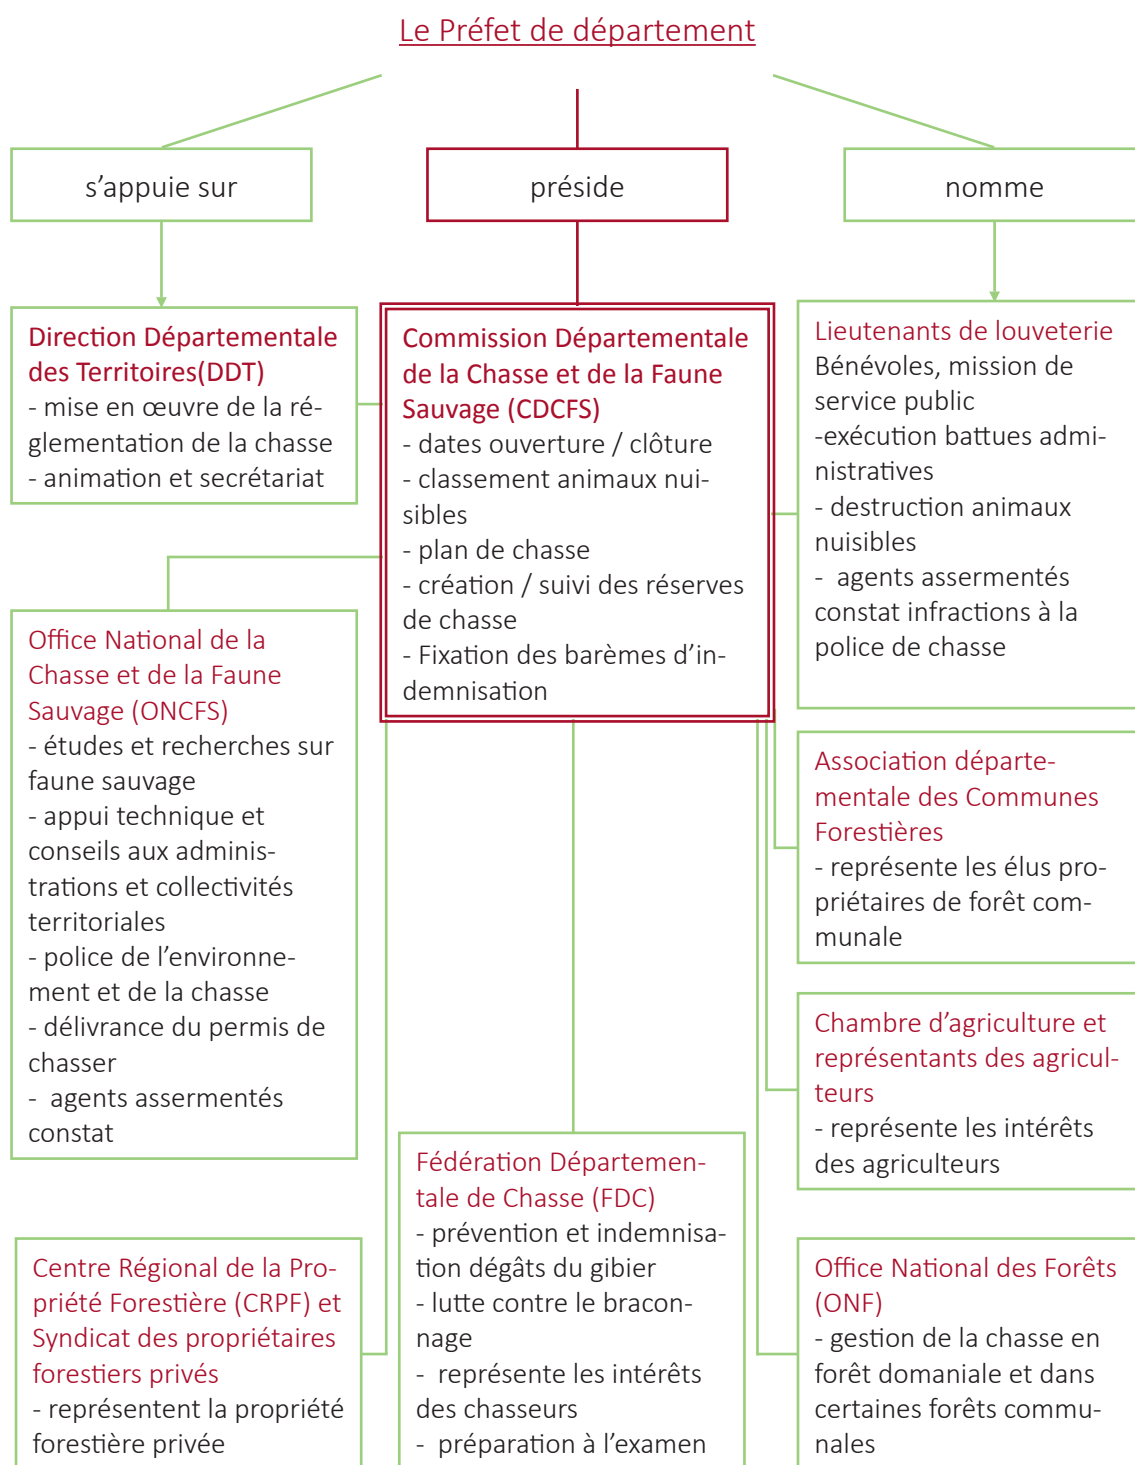 Le Préfet de département
s’appuie sur
préside
nomme
Direction Départementale
des Territoires(DDT)
- mise en œuvre de la ré-
glementation de la chasse
- animation et secrétariat
Commission Départementale
de la Chasse et de la Faune
Sauvage (CDCFS)
- dates ouverture / clôture
- classement animaux nui-
sibles
- plan de chasse
- création / suivi des réserves
de chasse
- Fixation des barèmes d’in-
demnisation
Lieutenants de louveterie
Bénévoles, mission de
service public
-exécution battues admi-
nistratives
- destruction animaux
nuisibles
-  agents assermentés
constat infractions à la
police de chasse
Office National de la
Chasse et de la Faune
Sauvage (ONCFS)
- études et recherches sur
faune sauvage
- appui technique et
conseils aux adminis-
trations et collectivités
territoriales
- police de l’environne-
ment et de la chasse
- délivrance du permis de
chasser
-  agents assermentés
constat
Association départe-
mentale des Communes
Forestières
- représente les élus pro-
priétaires de forêt com-
munale
Chambre d’agriculture et
représentants des agricul-
teurs
- représente les intérêts
des agriculteurs
Centre Régional de la Pro-
priété Forestière (CRPF) et
Syndicat des propriétaires
forestiers privés
- représentent la propriété
forestière privée
Fédération Départemen-
tale de Chasse (FDC)
- prévention et indemnisa-
tion dégâts du gibier
- lutte contre le bracon-
nage
-  représente les intérêts
des chasseurs
-  préparation à l’examen
Office National des Forêts
(ONF)
- gestion de la chasse en
forêt domaniale et dans
certaines forêts commu-
nales